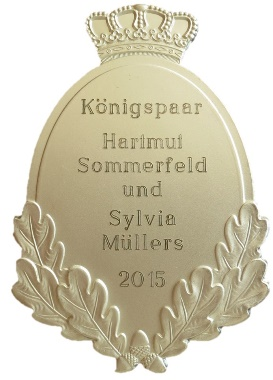 Königspaar
Hartmut
Sommerfeld
und
Sylvia
Müllers
2015